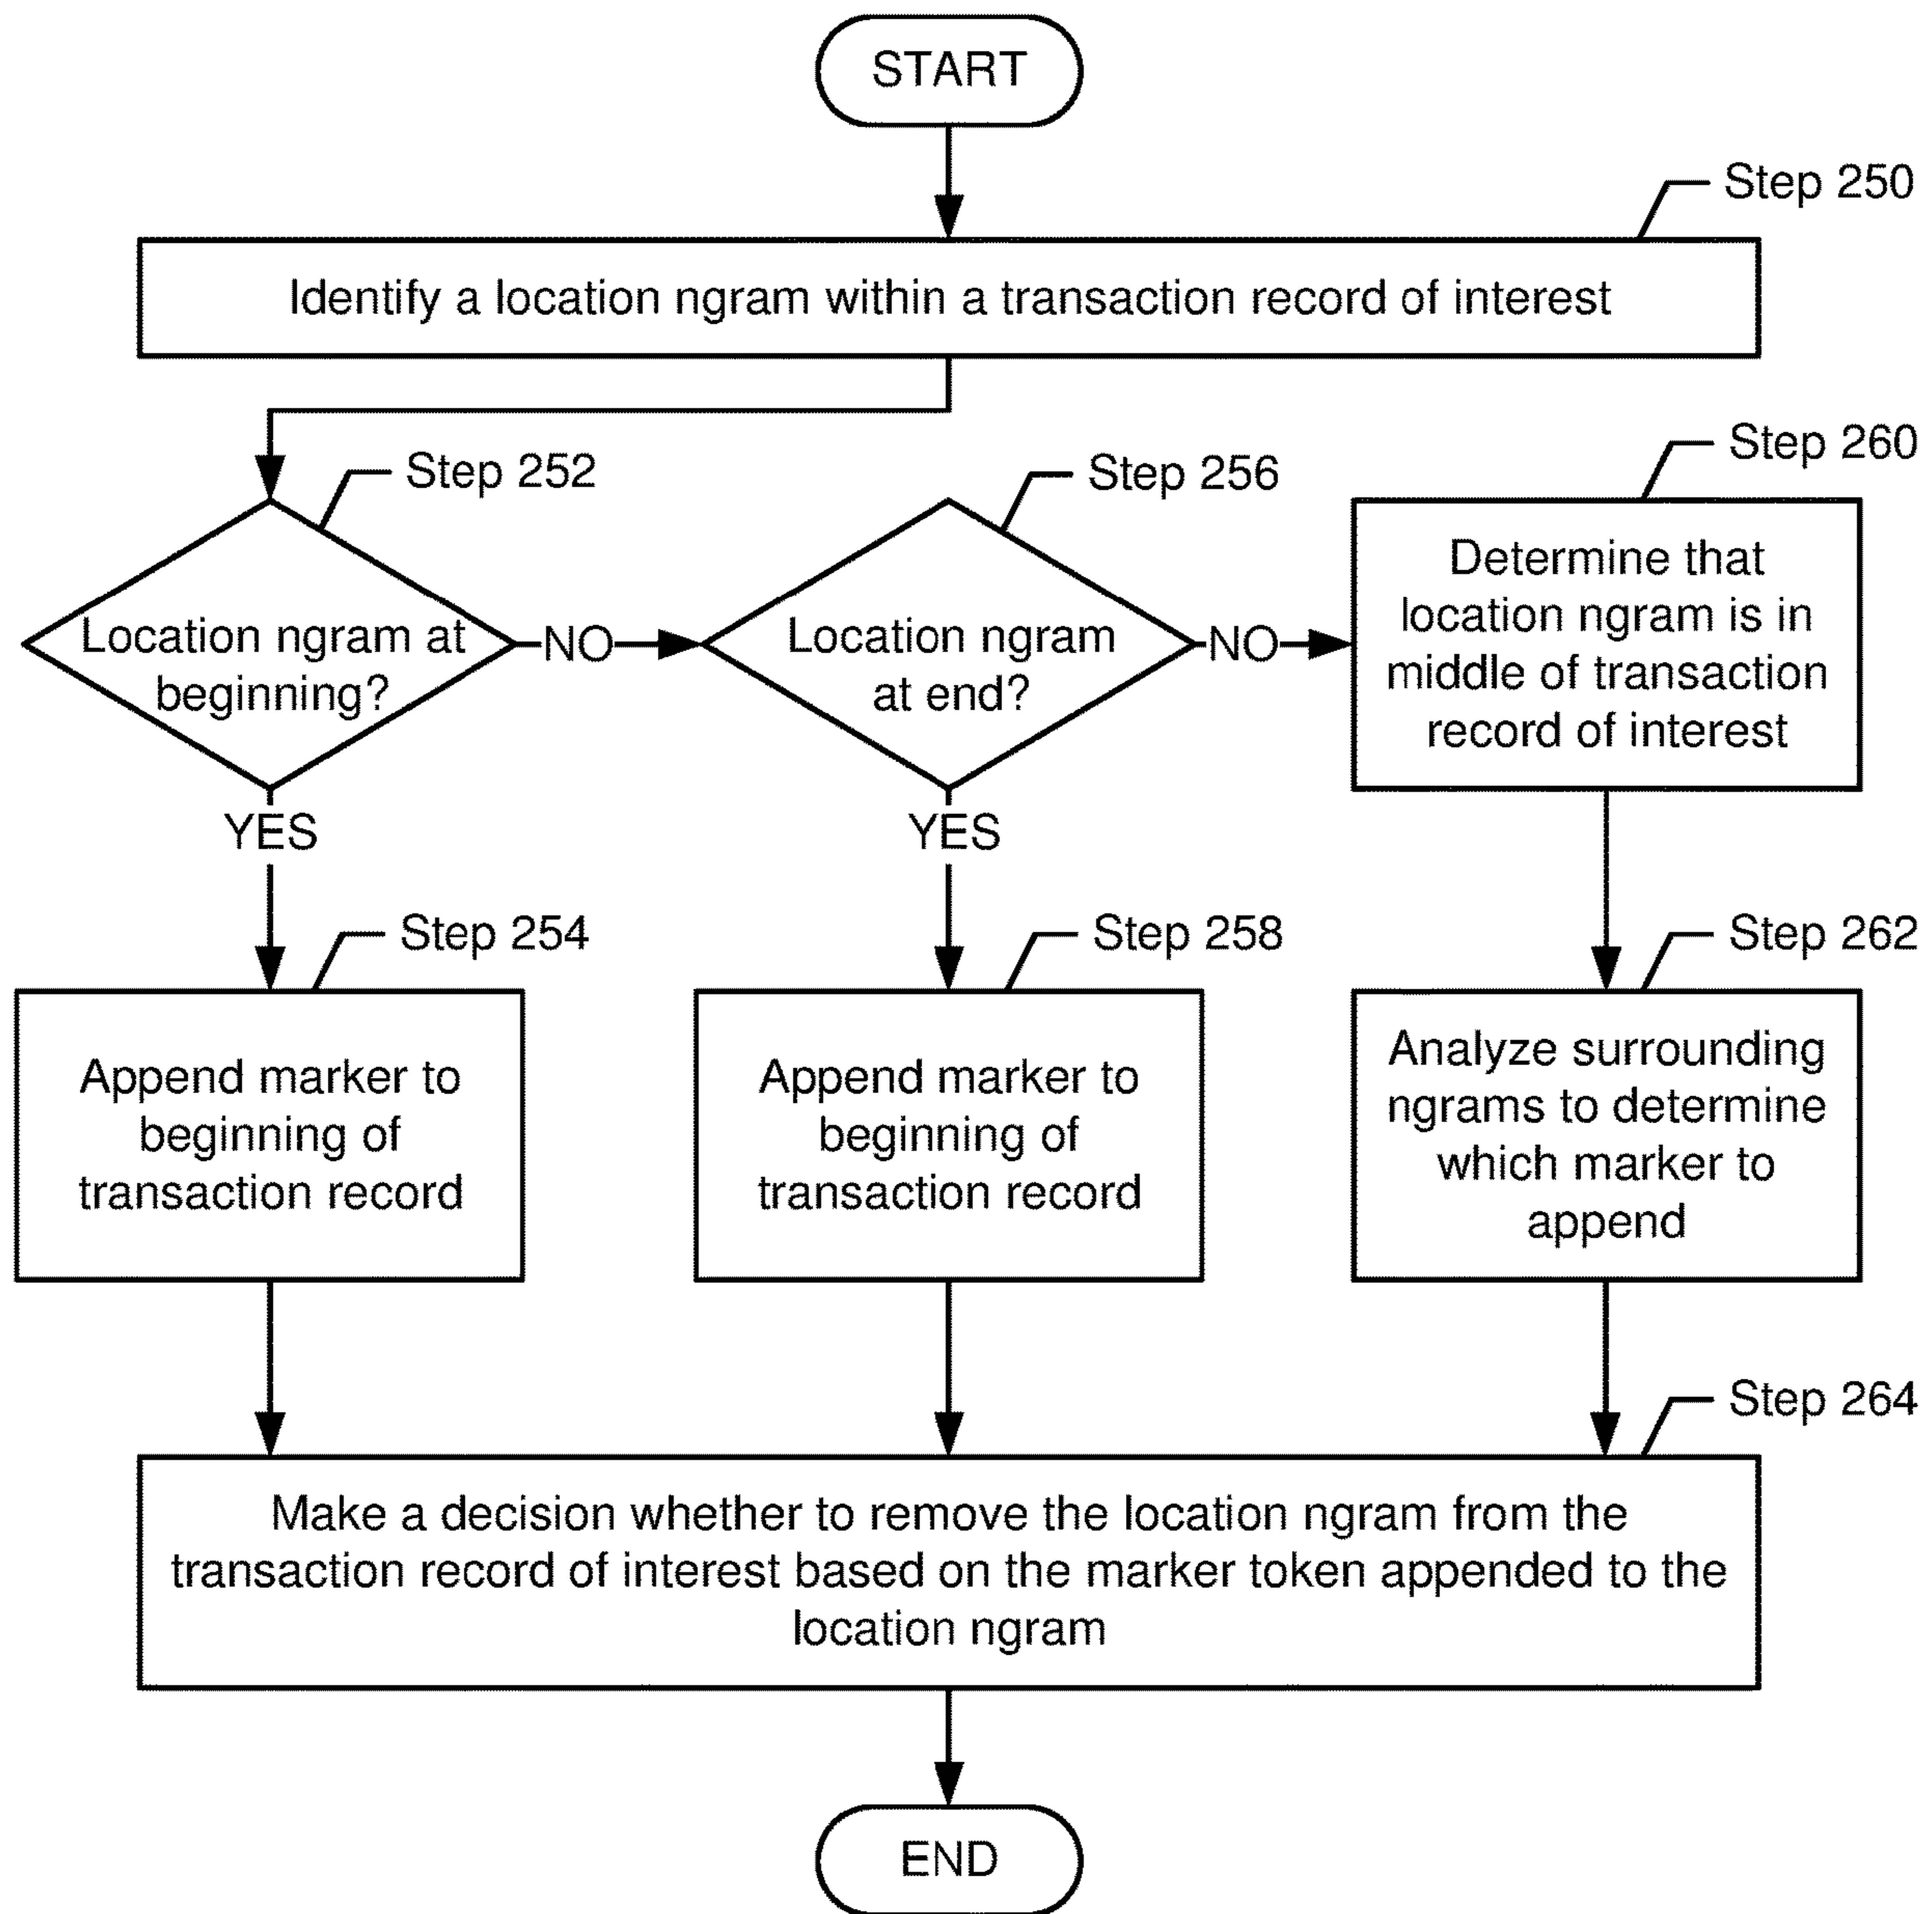 START
Step 250
Identify a location ngram within a transaction record of interest
Step 252
Step 256
Step 260
Location ngram at
beginning?
NO
Location ngram
at end?
NO
Determine that
location ngram is in
middle of transaction
record of interest
YES
YES
Step 254
Step 258
Step 262
Append marker to
beginning of
transaction record
Append marker to
beginning of
transaction record
Analyze surrounding
ngrams to determine
which marker to
append
Step 264
Make a decision whether to remove the location ngram from the
transaction record of interest based on the marker token appended to the
location ngram
END